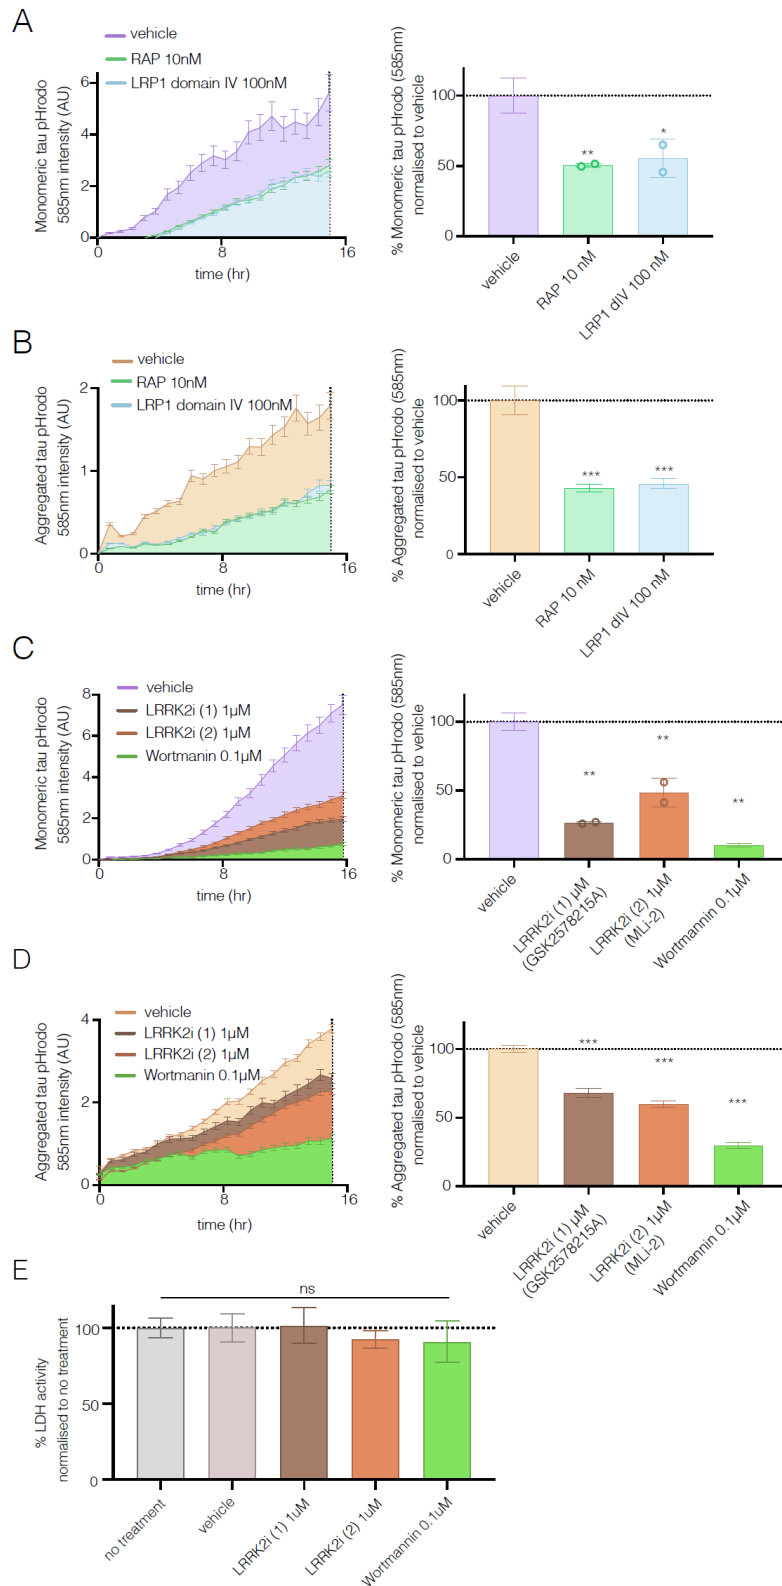 A
vehicle
RAP 10nM
LRP1 domain IV 100nM
Monomeric tau pHrodo
585nm intensity (AU)
6
4
2
0
0
8
16
time (hr)
% Monomeric tau pHrodo (585nm)
normalised to vehicle
100
50
0
**
*
vehicle
RAP 10 nM
LRP1 dIV 100 nM
B
vehicle
RAP 10nM
LRP1 domain IV 100nM
Aggregated tau pHrodo
585nm intensity (AU)
2
1
0
0
8
16
time (hr)
% Aggregated tau pHrodo (585nm)
normalised to vehicle
100
50
0
***
***
vehicle
RAP 10 nM
LRP1 dIV 100 nM
C
vehicle
LRRK2i (1) 1µM
LRRK2i (2) 1µM
Wortmanin 0.1µM
Monomeric tau pHrodo
585nm intensity (AU)
8
6
4
2
0
0
8
16
time (hr)
% Monomeric tau pHrodo (585nm)
normalised to vehicle
100
50
0
**
**
**
vehicle
LRRK2i (1) µM
(GSK2578215A)
LRRK2i (2) 1µM
(MLi-2)
Wortmannin 0.1µM
D
vehicle
LRRK2i (1) 1µM
LRRK2i (2) 1µM
Wortmanin 0.1µM
Aggregated tau pHrodo
585nm intensity (AU)
4
2
0
0
8
16
time (hr)
% Aggregated tau pHrodo (585nm)
normalised to vehicle
100
50
0
***
***
***
vehicle
LRRK2i (1) µM
(GSK2578215A)
LRRK2i (2) 1µM
(MLi-2)
Wortmannin 0.1µM
E
ns
% LDH activity
normalised to no treatment
100
50
0
no treatment
vehicle
LRRK2i (1) 1uM
LRRK2i (2) 1uM
Wortmannin 0.1uM